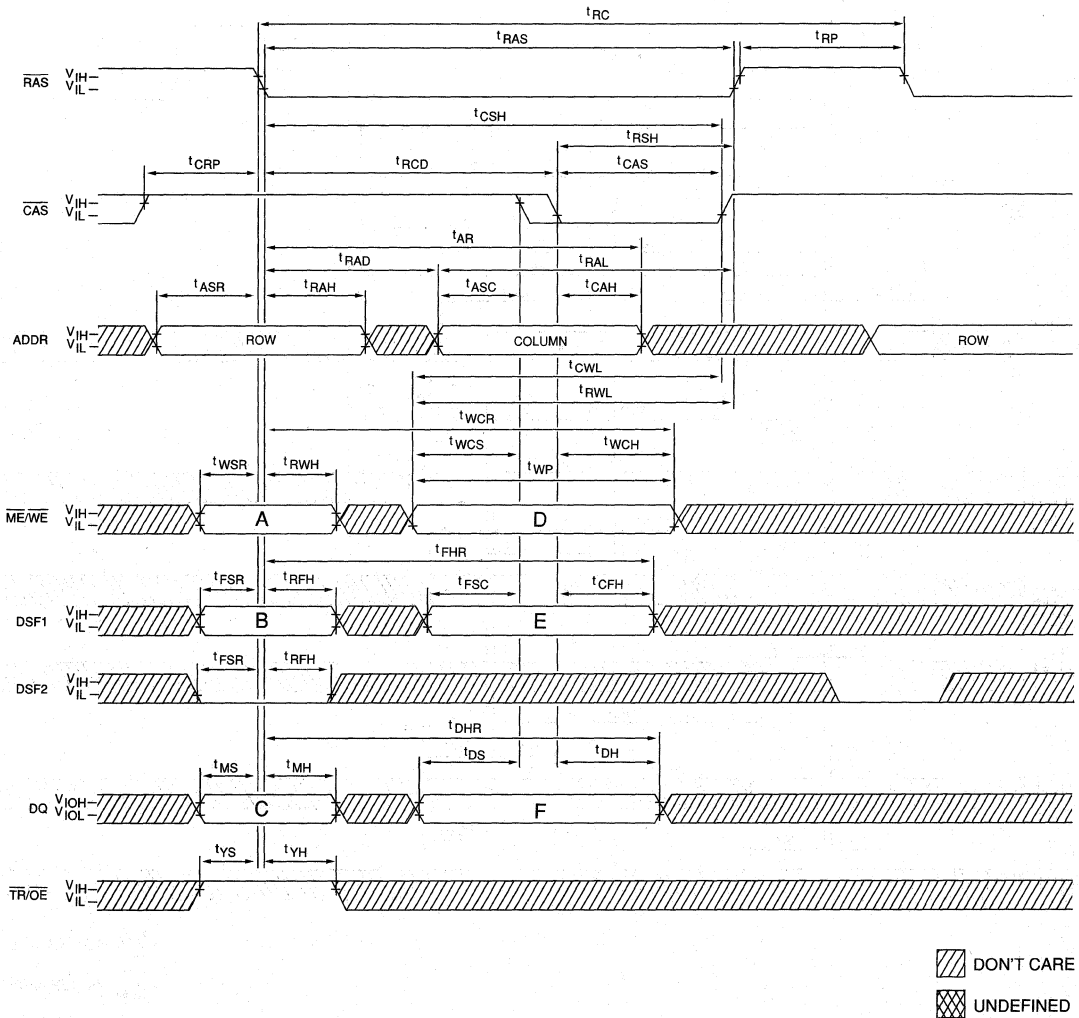 tRC
tRAS
tRP
RAS
VIH
VIL
tCSH
tRSH
tCRP
tRCD
tCAS
CAS
VIH
VIL
tAR
tRAD
tRAL
tASR
tRAH
tASC
tCAH
ADDR
VIH
VIL
ROW
COLUMN
ROW
tCWL
tRWL
tWCR
tWCS
tWCH
tWSR
tRWH
tWP
ME/WE
VIH
VIL
A
D
tFHR
tFSR
tRFH
tFSC
tCFH
DSF1
VIH
VIL
B
E
tFSR
tRFH
DSF2
VIH
VIL
tDHR
tMS
tMH
tDS
tDH
DQ
VIOH
VIOL
C
F
tYS
tYH
TR/OE
VIH
VIL
DON'T CARE
UNDEFINED